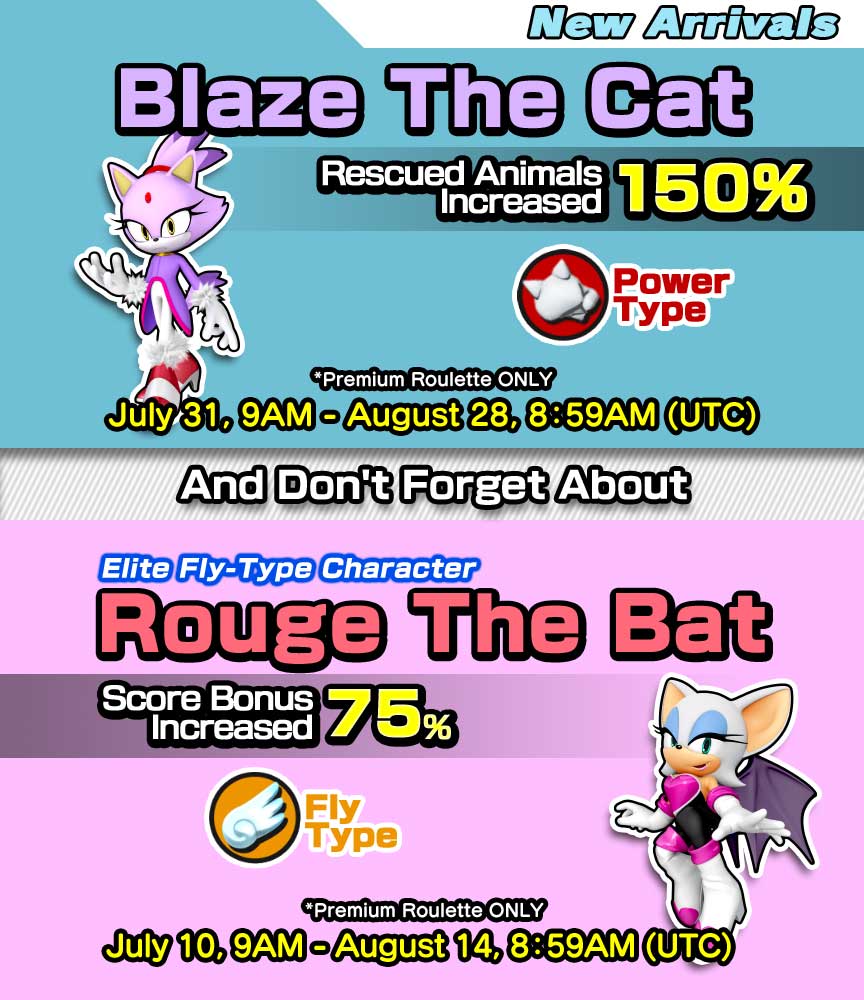 New Arrivals
Blaze The Cat
Rescued Animals
Increased 150%
Power
Type
*Premium Roulette ONLY
July 31, 9AM - August 28, 8:59AM (UTC)
And Don't Forget About
Elite Fly-Type Character
Rouge The Bat
Score Bonus
Increased 75%
Fly
Type
*Premium Roulette ONLY
July 10, 9AM - August 14, 8:59AM (UTC)